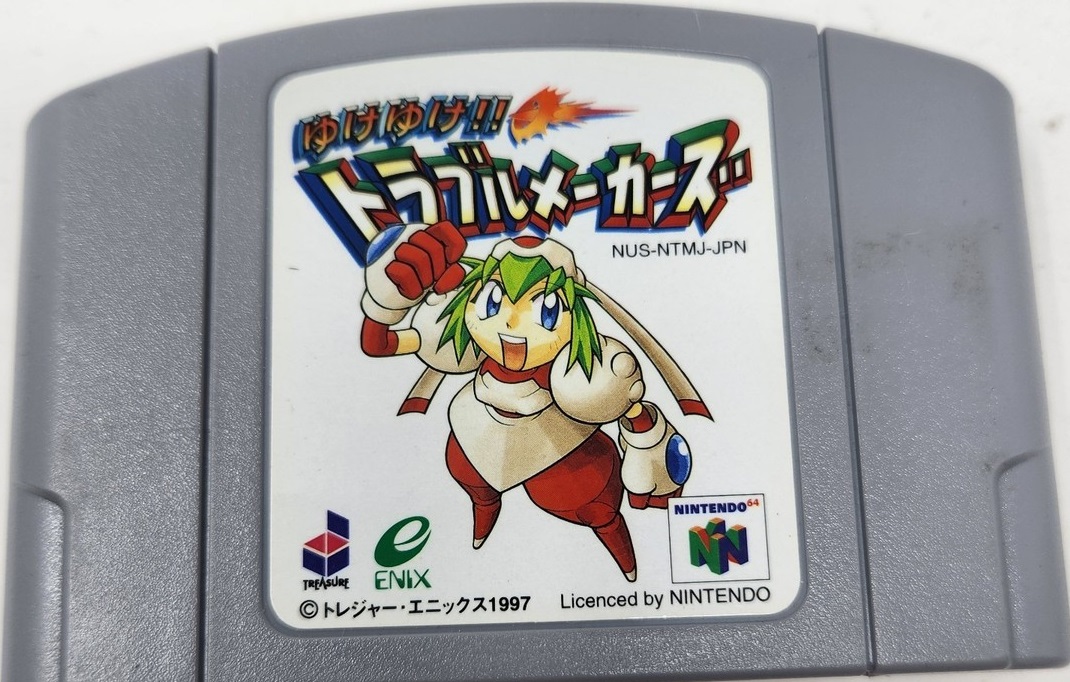 ゆけゆけ!!
トラブルメーカーズ
NUS-NTMJ-JPN
NINTENDO64
TREASURE
ENIX
©トレジャー・エニックス1997
Licenced by NINTENDO